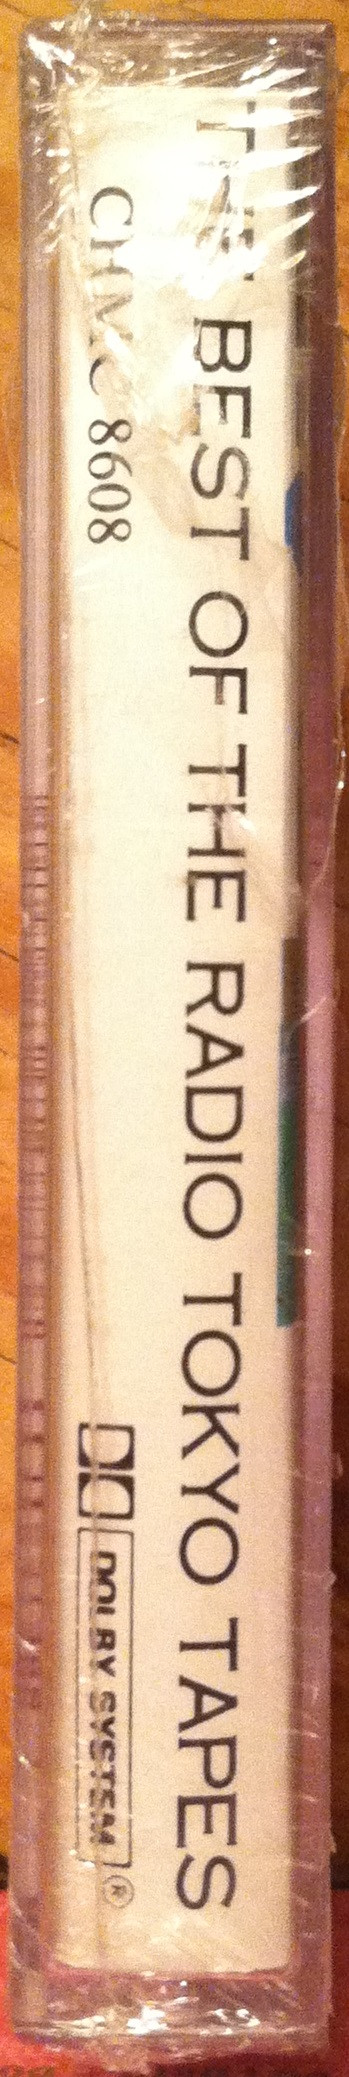 THE BEST OF THE RADIO TOKYO TAPES
CHMC 8608
DOLBY SYSTEM ®